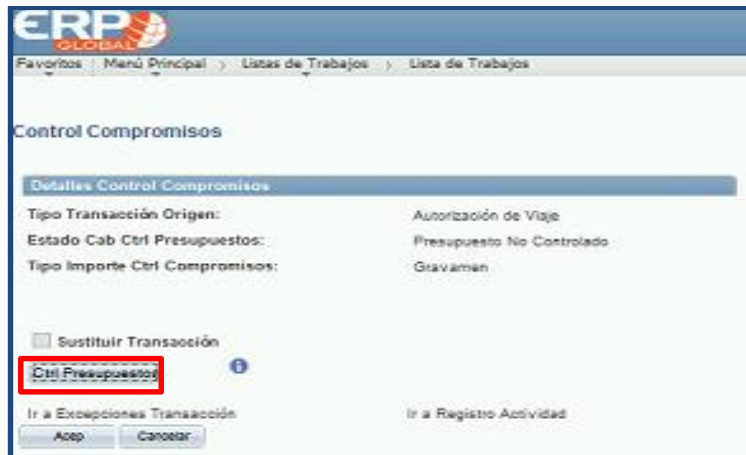 ERP
GLOBAL
Favoritos Menú Principal > Listas de Trabajos > Lista de Trabajos
Control Compromisos
Detalles Control Compromisos
Tipo Transacción Origen: Autorización de Viaje
Estado Cab Ctrl Presupuestos: Presupuesto No Controlado
Tipo Importe Ctrl Compromisos: Gravamen
Sustituir Transacción
Ctrl Presupuestos
Ir a Excepciones Transacción Ir a Registro Actividad
Acep Cancelar